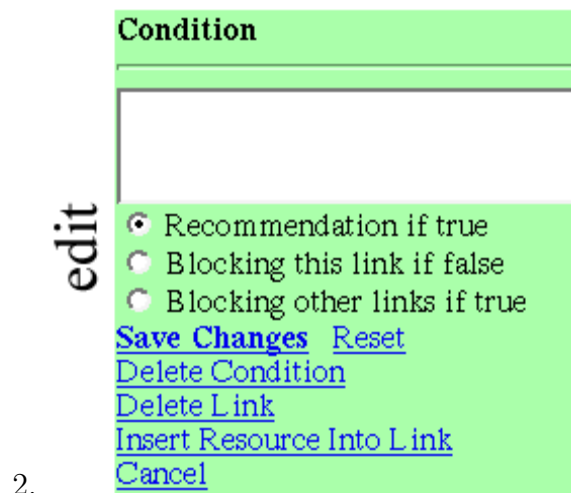 Condition
edit
Recommendation if true
Blocking this link if false
Blocking other links if true
Save Changes Reset
Delete Condition
Delete Link
Insert Resource Into Link
Cancel
2.